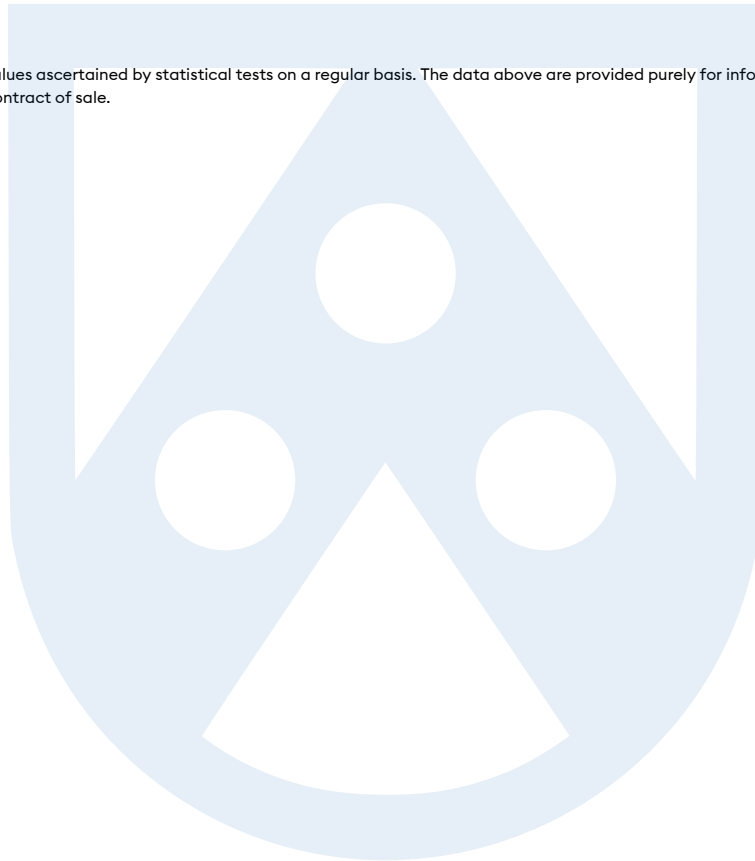 lues ascertained by statistical tests on a regular basis. The data above are provided purely for info
ontract of sale.